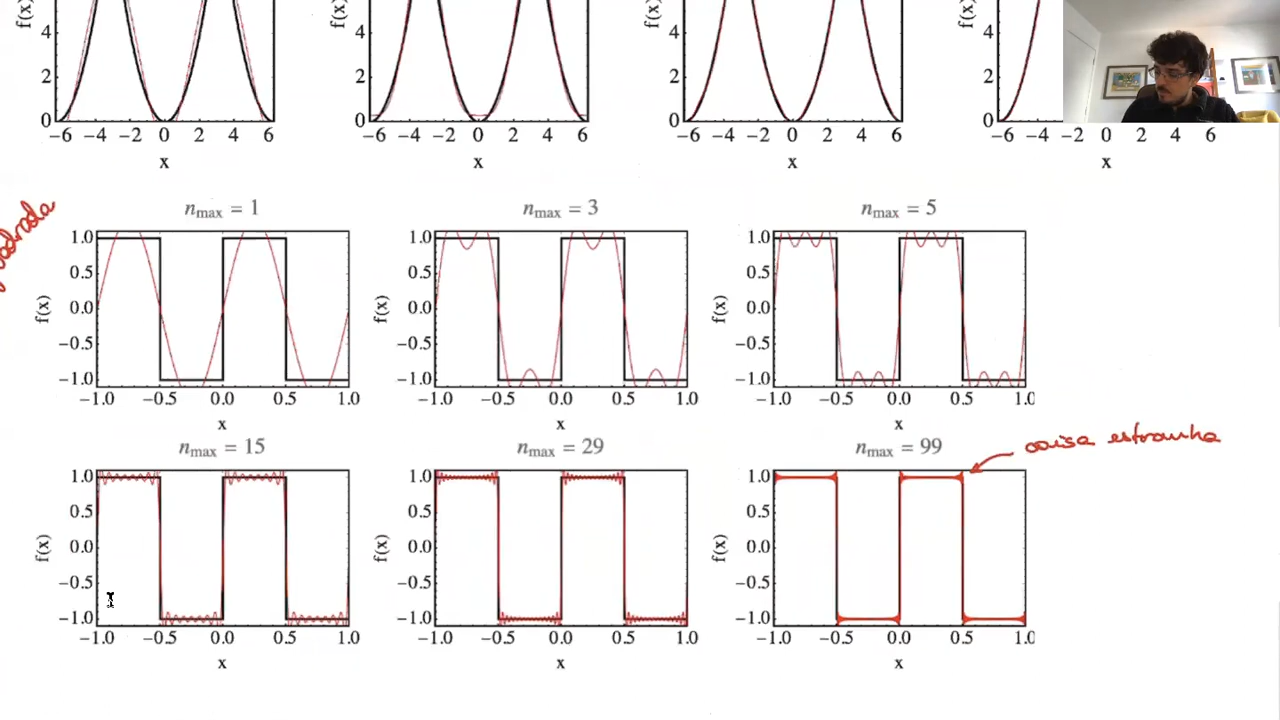 f(x) 4 2 0 −6 −4 −2 0 2 4 6 x
f(x) 4 2 0 −6 −4 −2 0 2 4 6 x
f(x) 4 2 0 −6 −4 −2 0 2 4 6 x
f(x) 4 2 0 −6 −4 −2 0 2 4 6 x
n_max = 1
1.0 0.5 0.0 −0.5 −1.0
f(x)
−1.0 −0.5 0.0 0.5 1.0
x
n_max = 3
1.0 0.5 0.0 −0.5 −1.0
f(x)
−1.0 −0.5 0.0 0.5 1.0
x
n_max = 5
1.0 0.5 0.0 −0.5 −1.0
f(x)
−1.0 −0.5 0.0 0.5 1.0
x
n_max = 15
1.0 0.5 0.0 −0.5 −1.0
f(x)
−1.0 −0.5 0.0 0.5 1.0
x
n_max = 29
1.0 0.5 0.0 −0.5 −1.0
f(x)
−1.0 −0.5 0.0 0.5 1.0
x
n_max = 99
coisa estranha
1.0 0.5 0.0 −0.5 −1.0
f(x)
−1.0 −0.5 0.0 0.5 1.0
x